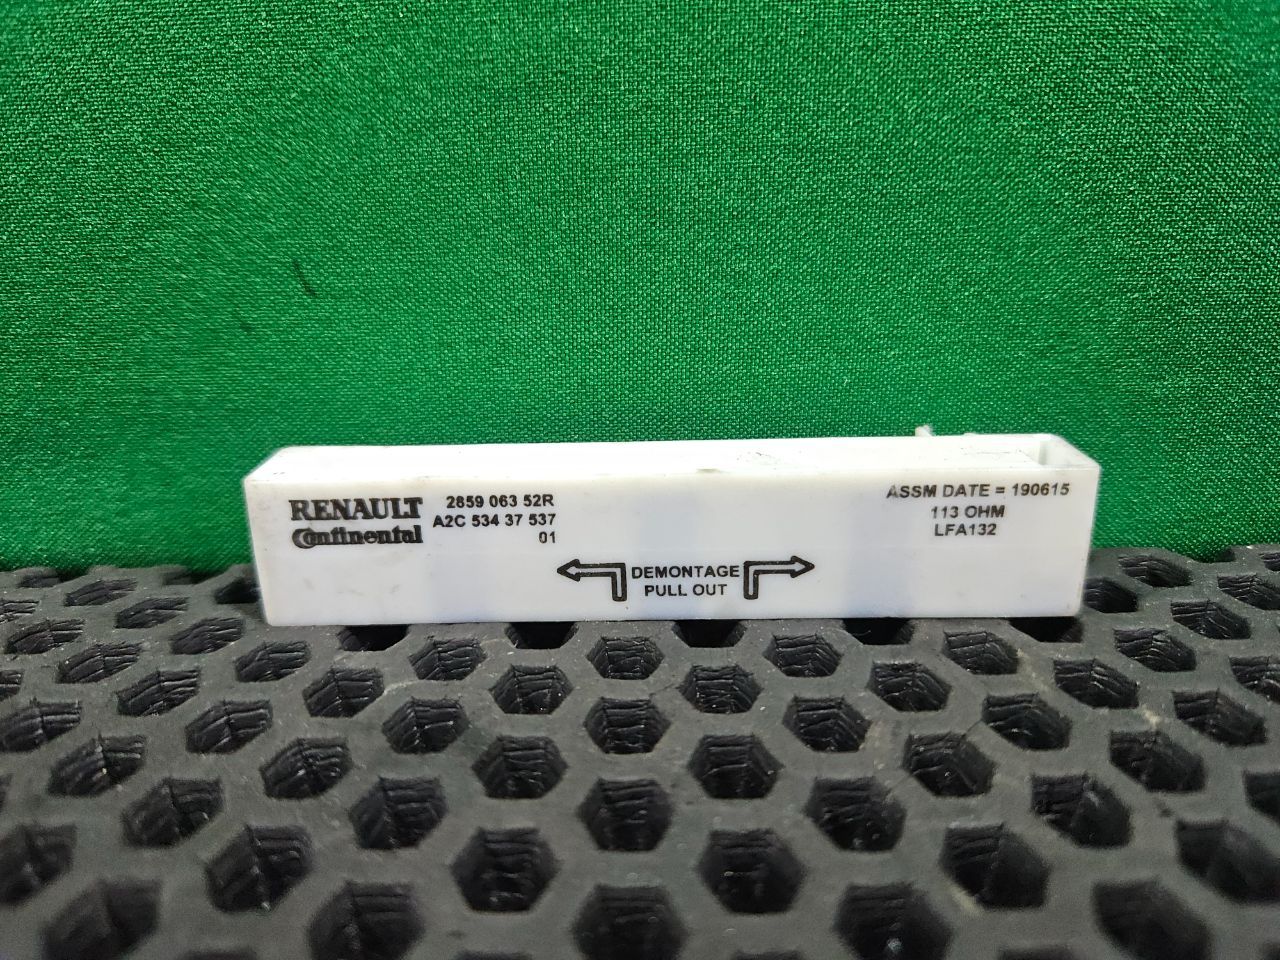 RENAULT 2859 063 52R
Continental A2C 534 37 537
01
ASSM DATE = 190615
113 OHM
LFA132
DEMONTAGE
PULL OUT